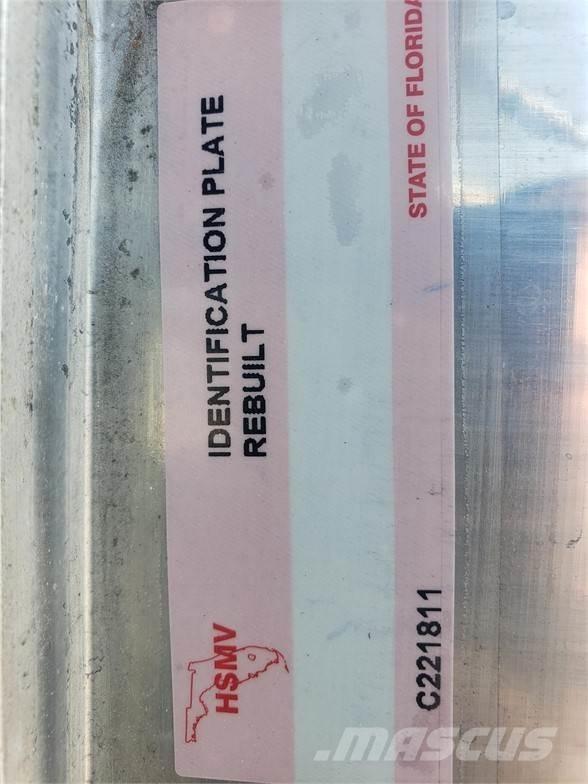 IDENTIFICATION PLATE
REBUILT
HSMV
STATE OF FLORIDA
C221811
MASCUS